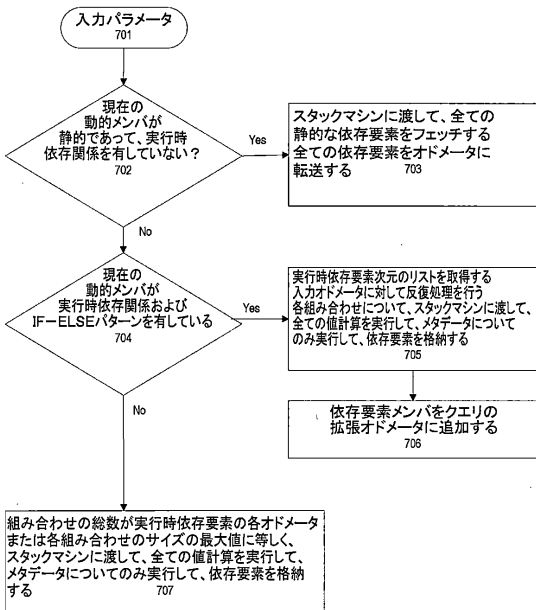 入力パラメータ
701
現在の
動的メンバが
静的であって、実行時
依存関係を有していない?
702
Yes
スタックマシンに渡して、全ての
静的な依存要素をフェッチする
全ての依存要素をオドメータに
転送する 703
No
現在の
動的メンバが
実行時依存関係および
IF-ELSEパターンを有している
704
Yes
実行時依存要素次元のリストを取得する
入力オドメータに対して反復処理を行う
各組み合わせについて、スタックマシンに渡して、
全ての値計算を実行して、メタデータについて
のみ実行して、依存要素を格納する
705
依存要素メンバをクエリの
拡張オドメータに追加する
706
No
組み合わせの総数が実行時依存要素の各オドメータ
または各組み合わせのサイズの最大値に等しく、
スタックマシンに渡して、全ての値計算を実行して、
メタデータについてのみ実行して、依存要素を格納
する 707